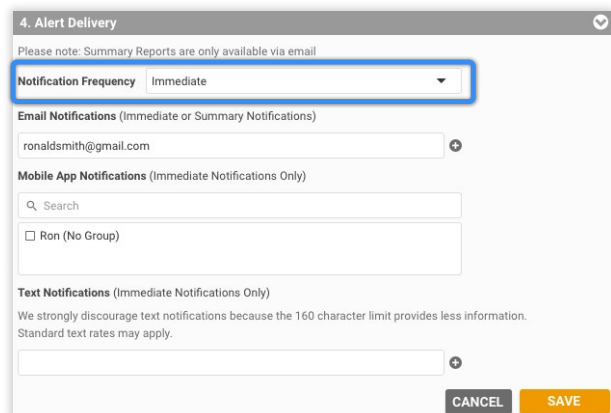 4. Alert Delivery
Please note: Summary Reports are only available via email
Notification Frequency Immediate
Email Notifications (Immediate or Summary Notifications)
ronaldsmith@gmail.com
Mobile App Notifications (Immediate Notifications Only)
Search
Ron (No Group)
Text Notifications (Immediate Notifications Only)
We strongly discourage text notifications because the 160 character limit provides less information.
Standard text rates may apply.
CANCEL SAVE